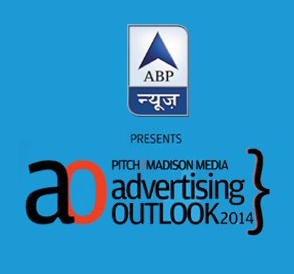 ABP
न्यूज़
PRESENTS
ao
PITCH MADISON MEDIA
advertising
OUTLOOK 2014